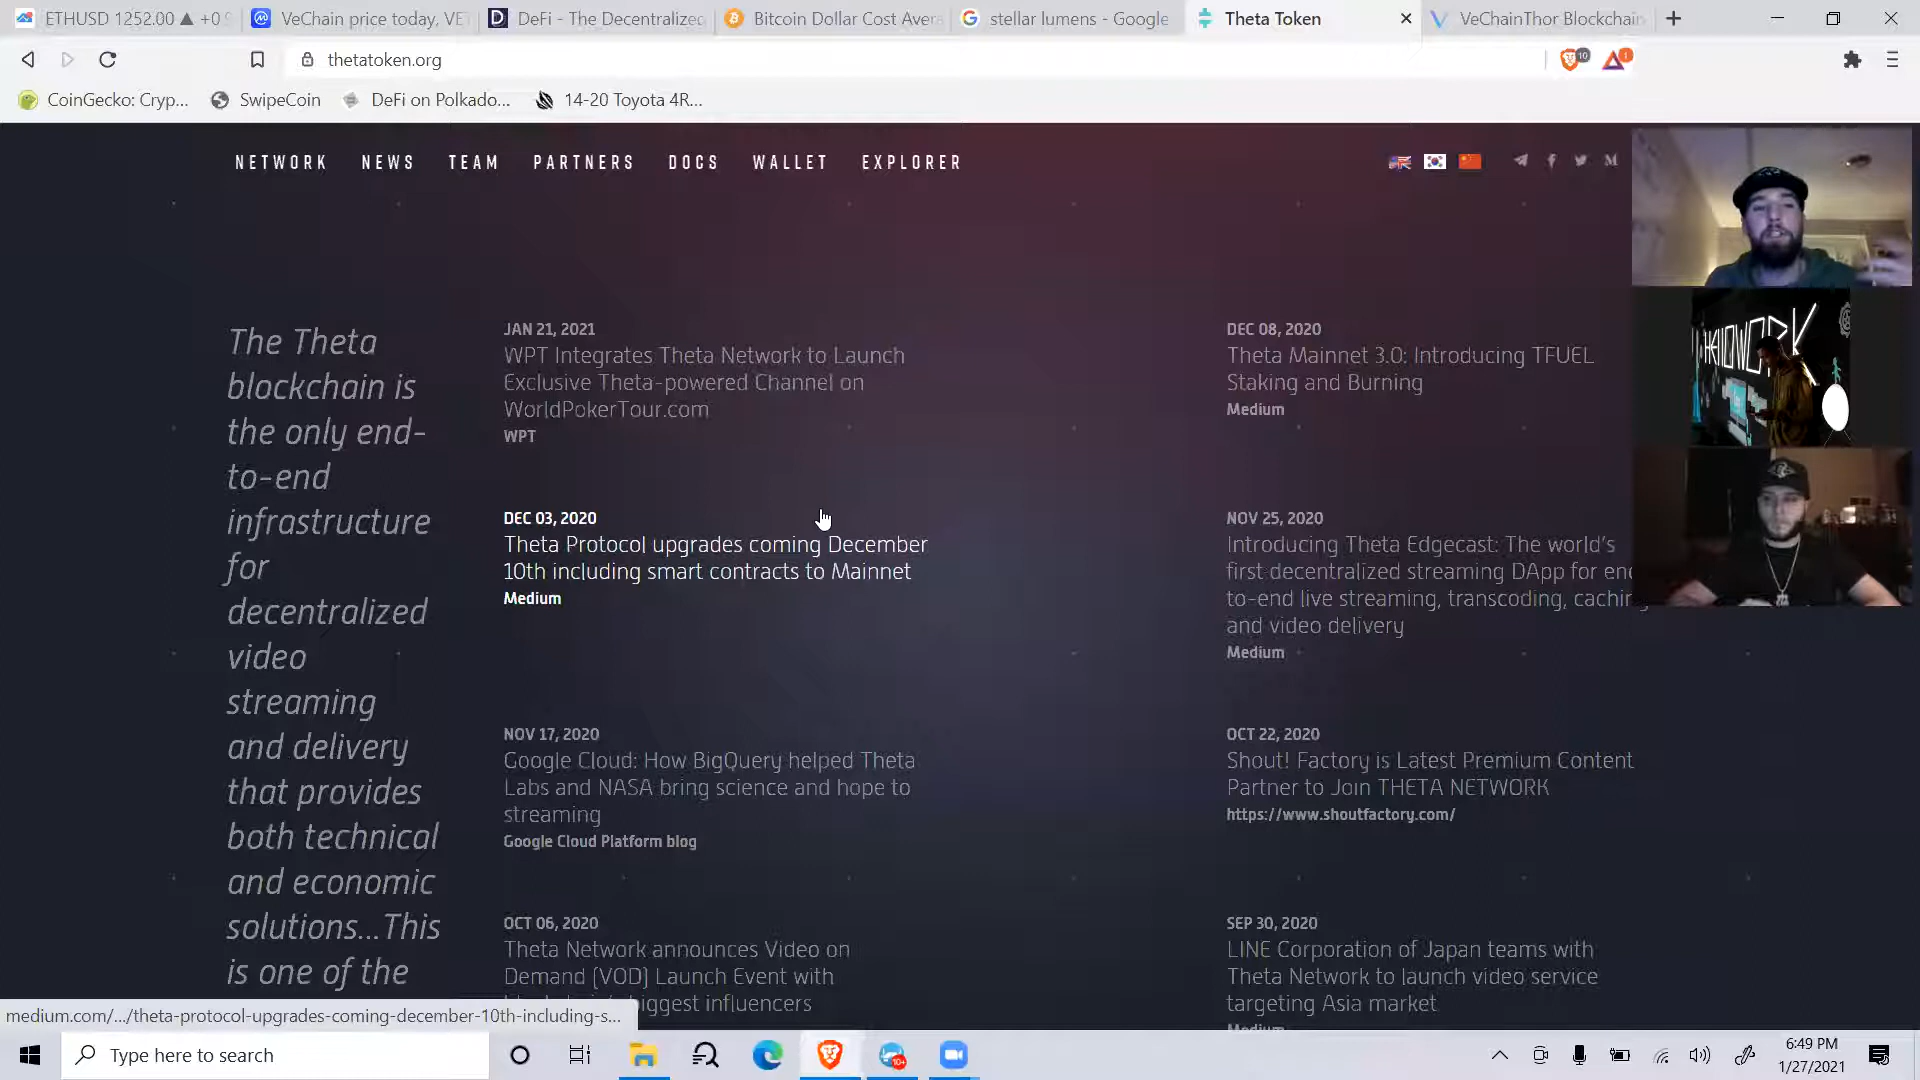 ETHUSD 1252.00 ▲ +0
VeChain price today, VE
DeFi - The Decentralized
Bitcoin Dollar Cost Aver
stellar lumens - Google
Theta Token
VeChainThor Blockchain
thetatoken.org
10
1
CoinGecko: Cryp...
SwipeCoin
DeFi on Polkado...
14-20 Toyota 4R...
NETWORK NEWS TEAM PARTNERS DOCS WALLET EXPLORER
The Theta
blockchain is
the only end-
to-end
infrastructure
for
decentralized
video
streaming
and delivery
that provides
both technical
and economic
solutions...This
is one of the
JAN 21, 2021
WPT Integrates Theta Network to Launch
Exclusive Theta-powered Channel on
WorldPokerTour.com
WPT
DEC 08, 2020
Theta Mainnet 3.0: Introducing TFUEL
Staking and Burning
Medium
DEC 03, 2020
Theta Protocol upgrades coming December
10th including smart contracts to Mainnet
Medium
NOV 25, 2020
Introducing Theta Edgecast: The world's
first decentralized streaming DApp for end
to-end live streaming, transcoding, caching
and video delivery
Medium
NOV 17, 2020
Google Cloud: How BigQuery helped Theta
Labs and NASA bring science and hope to
streaming
Google Cloud Platform blog
OCT 22, 2020
Shout! Factory is Latest Premium Content
Partner to Join THETA NETWORK
https://www.shoutfactory.com/
OCT 06, 2020
Theta Network announces Video on
Demand (VOD) Launch Event with
biggest influencers
SEP 30, 2020
LINE Corporation of Japan teams with
Theta Network to launch video service
targeting Asia market
Medium
HELLOWORK
medium.com/.../theta-protocol-upgrades-coming-december-10th-including-s...
Type here to search
10+
6:49 PM
1/27/2021